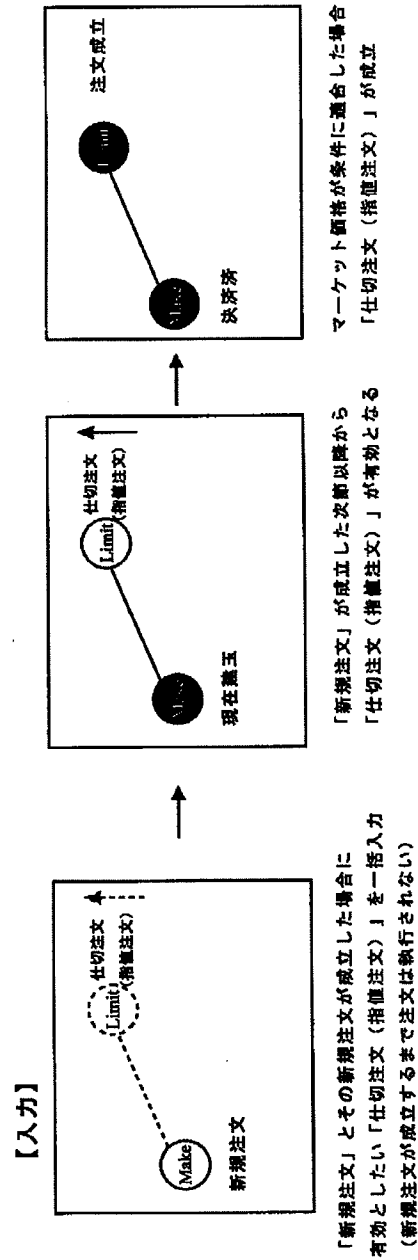 【入力】
Make
新規注文
Limit
仕切注文
(指値注文)
「新規注文」とその新規注文が成立した場合に
有効としたい「仕切注文（指値注文）」を一括入力
(新規注文が成立するまで注文は執行されない)
現在建玉
Limit
仕切注文
(指値注文)
「新規注文」が成立した次節以降から
「仕切注文（指値注文）」が有効となる
決済済
注文成立
マーケット価格が条件に適合した場合
「仕切注文（指値注文）」が成立